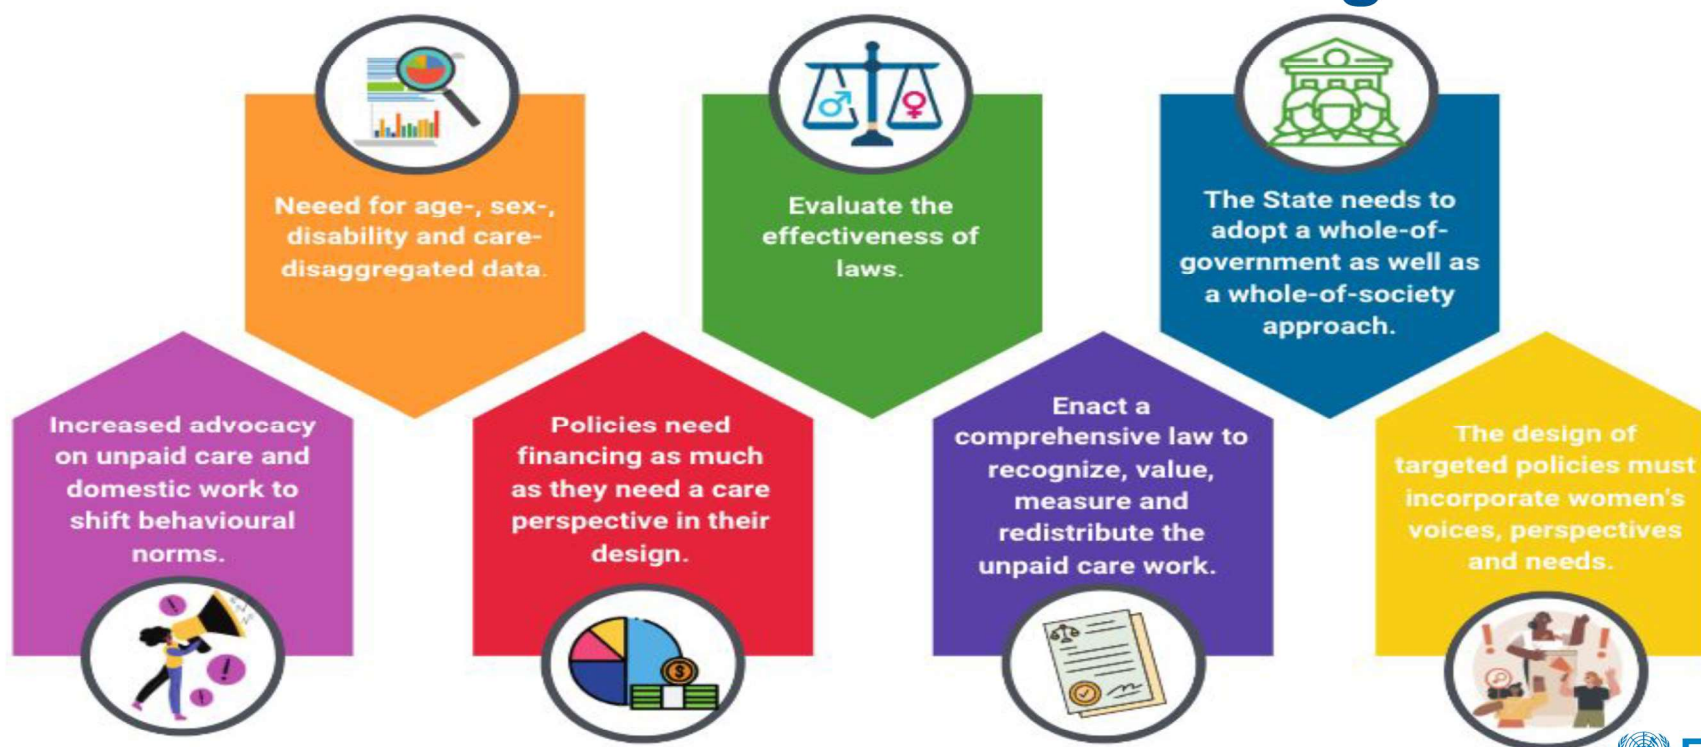 Neeed for age-, sex-,
disability and care-
disaggregated data.
Evaluate the
effectiveness of
laws.
The State needs to
adopt a whole-of-
government as well as
a whole-of-society
approach.
Increased advocacy
on unpaid care and
domestic work to
shift behavioural
norms.
Policies need
financing as much
as they need a care
perspective in their
design.
Enact a
comprehensive law to
recognize, value,
measure and
redistribute the
unpaid care work.
The design of
targeted policies must
incorporate women's
voices, perspectives
and needs.